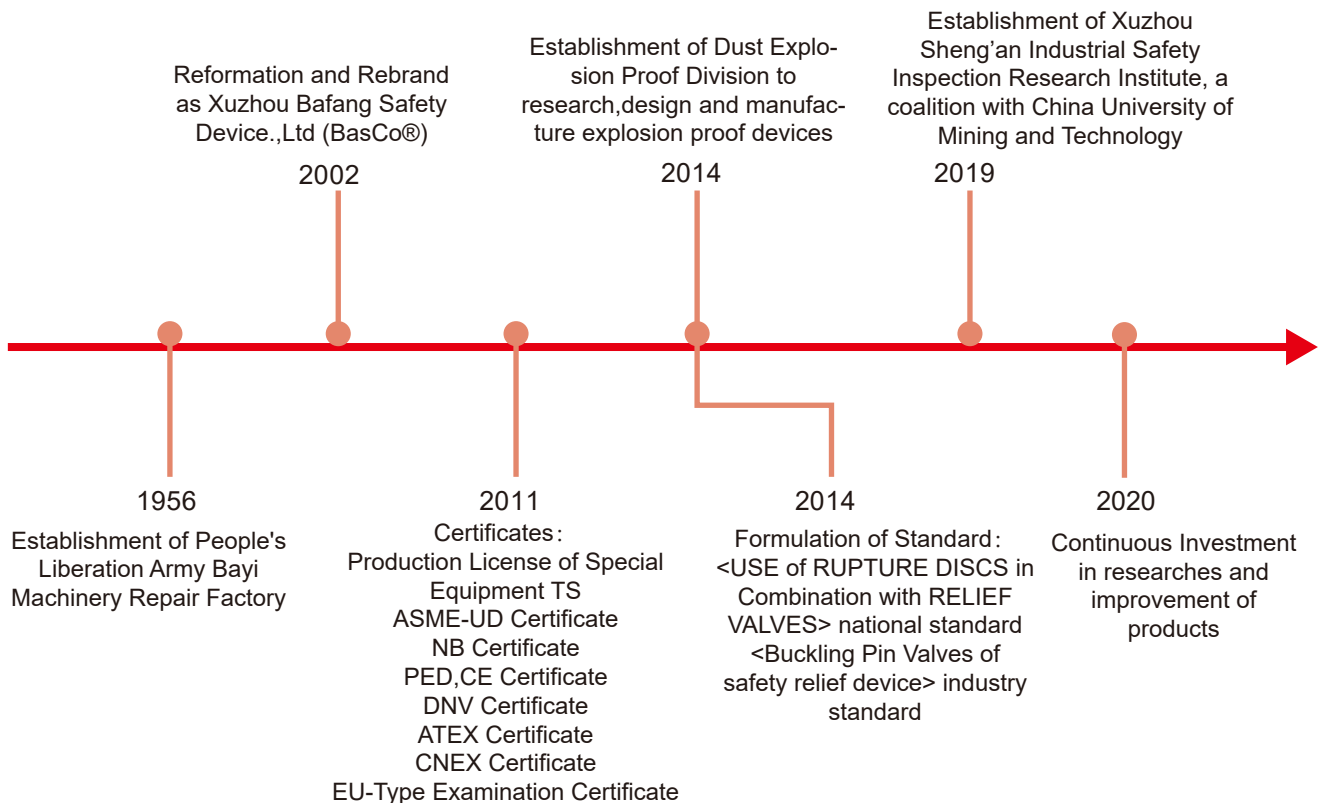 Reformation and Rebrand
as Xuzhou Bafang Safety
Device.,Ltd (BasCo®)
2002
Establishment of Dust Explo-
sion Proof Division to
research,design and manufac-
ture explosion proof devices
2014
Establishment of Xuzhou
Sheng’an Industrial Safety
Inspection Research Institute, a
coalition with China University of
Mining and Technology
2019
1956
Establishment of People's
Liberation Army Bayi
Machinery Repair Factory
2011
Certificates：
Production License of Special
Equipment TS
ASME-UD Certificate
NB Certificate
PED,CE Certificate
DNV Certificate
ATEX Certificate
CNEX Certificate
EU-Type Examination Certificate
2014
Formulation of Standard：
<USE of RUPTURE DISCS in
Combination with RELIEF
VALVES> national standard
<Buckling Pin Valves of
safety relief device> industry
standard
2020
Continuous Investment
in researches and
improvement of
products